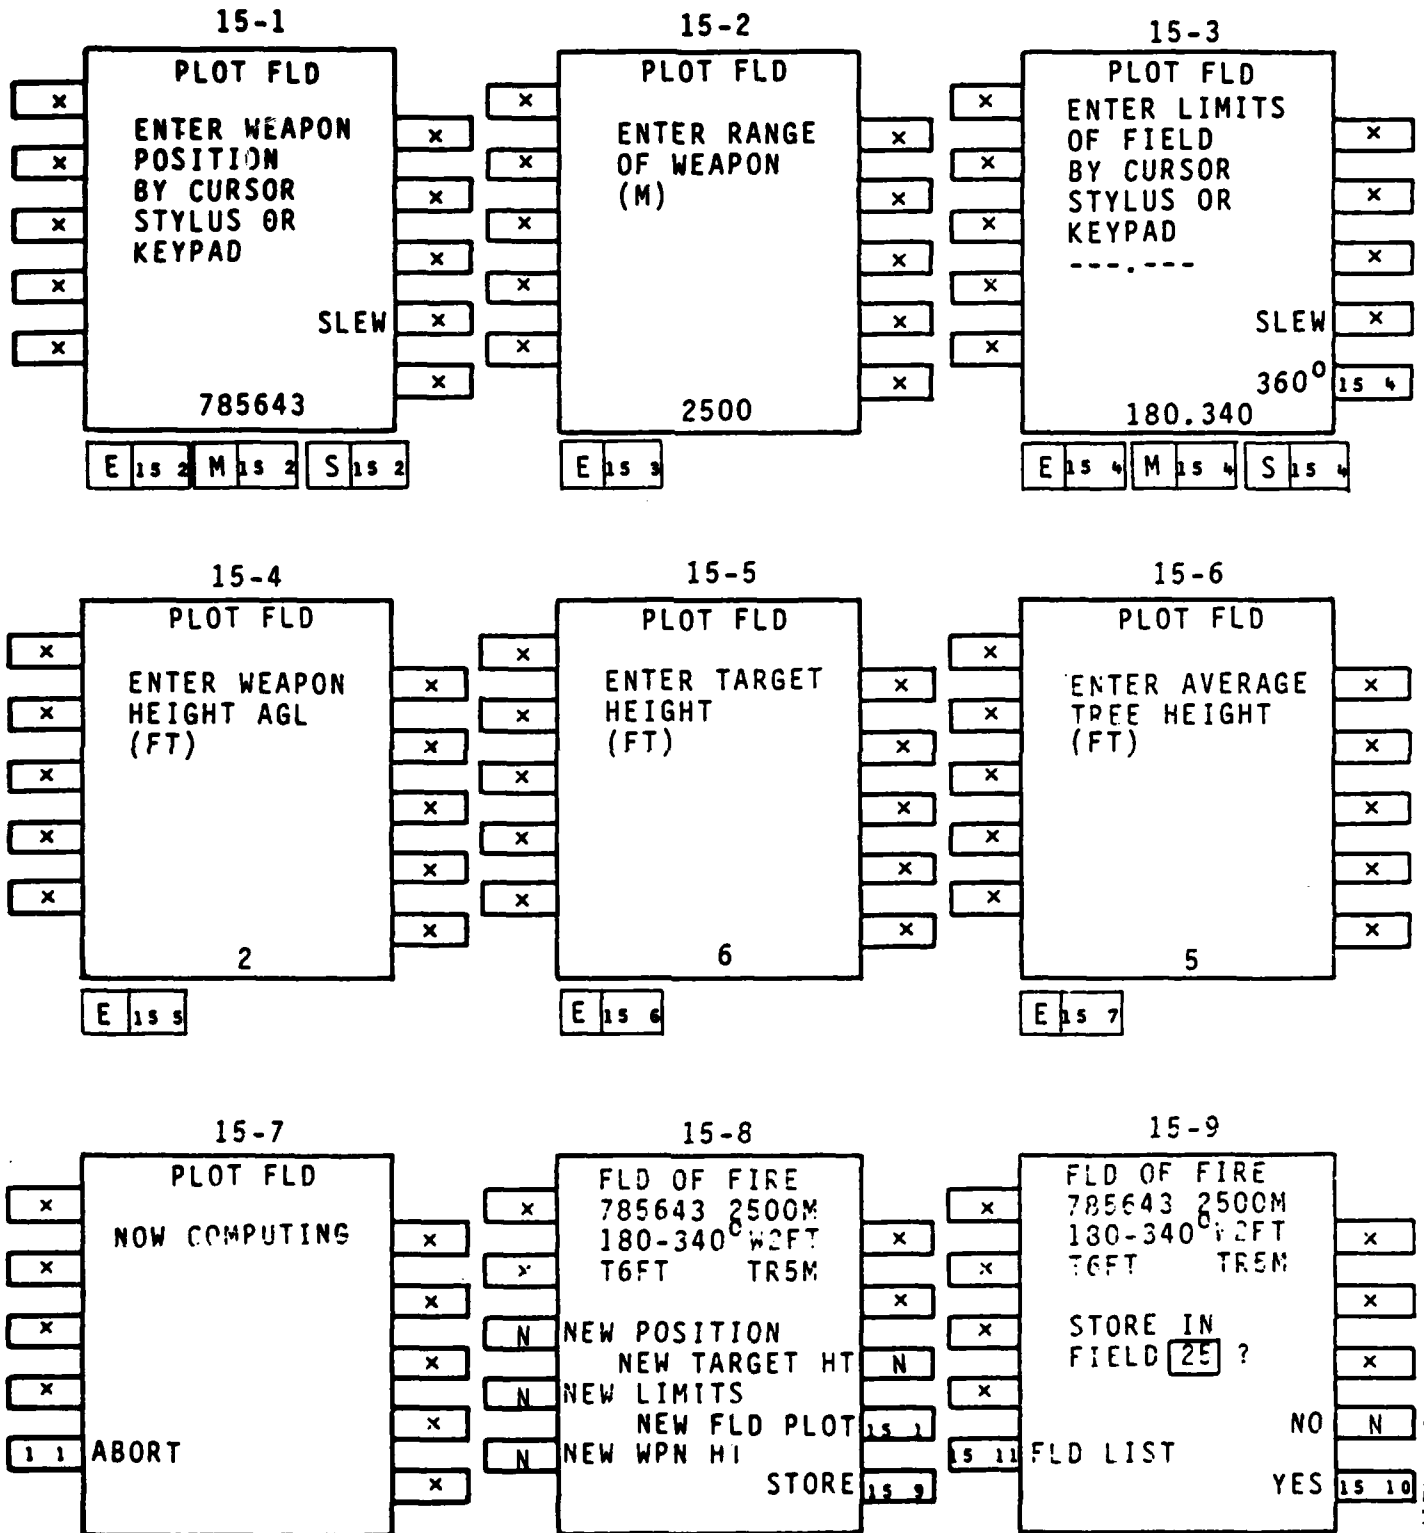 15-1
PLOT FLD
ENTER WEAPON
POSITION
BY CURSOR
STYLUS OR
KEYPAD
SLEW
785643
X
X
X
X
X
X
X
X
X
X
E 15 2 M 15 2 S 15 2
15-2
PLOT FLD
ENTER RANGE
OF WEAPON
(M)
2500
X
X
X
X
X
X
X
X
X
X
E 15 3
15-3
PLOT FLD
ENTER LIMITS
OF FIELD
BY CURSOR
STYLUS OR
KEYPAD
---.---
SLEW
360° 15 4
180.340
X
X
X
X
X
X
X
X
X
E 15 4 M 15 4 S 15 4
15-4
PLOT FLD
ENTER WEAPON
HEIGHT AGL
(FT)
2
X
X
X
X
X
X
X
X
X
X
E 15 5
15-5
PLOT FLD
ENTER TARGET
HEIGHT
(FT)
6
X
X
X
X
X
X
X
X
X
X
E 15 6
15-6
PLOT FLD
ENTER AVERAGE
TREE HEIGHT
(FT)
5
X
X
X
X
X
X
X
X
X
X
E 15 7
15-7
PLOT FLD
NOW COMPUTING
1 1 ABORT
X
X
X
X
X
X
X
X
X
15-8
FLD OF FIRE
785643 2500M
180-340° W2FT
T6FT TR5M
N NEW POSITION
NEW TARGET HT N
N NEW LIMITS
NEW FLD PLOT 15 1
N NEW WPN HT
STORE 15 9
X
X
X
X
15-9
FLD OF FIRE
785643 2500M
180-340° W2FT
T6FT TR5M
STORE IN
FIELD 25 ?
NO N
15 11 FLD LIST
YES 15 10
X
X
X
X
X
X
X